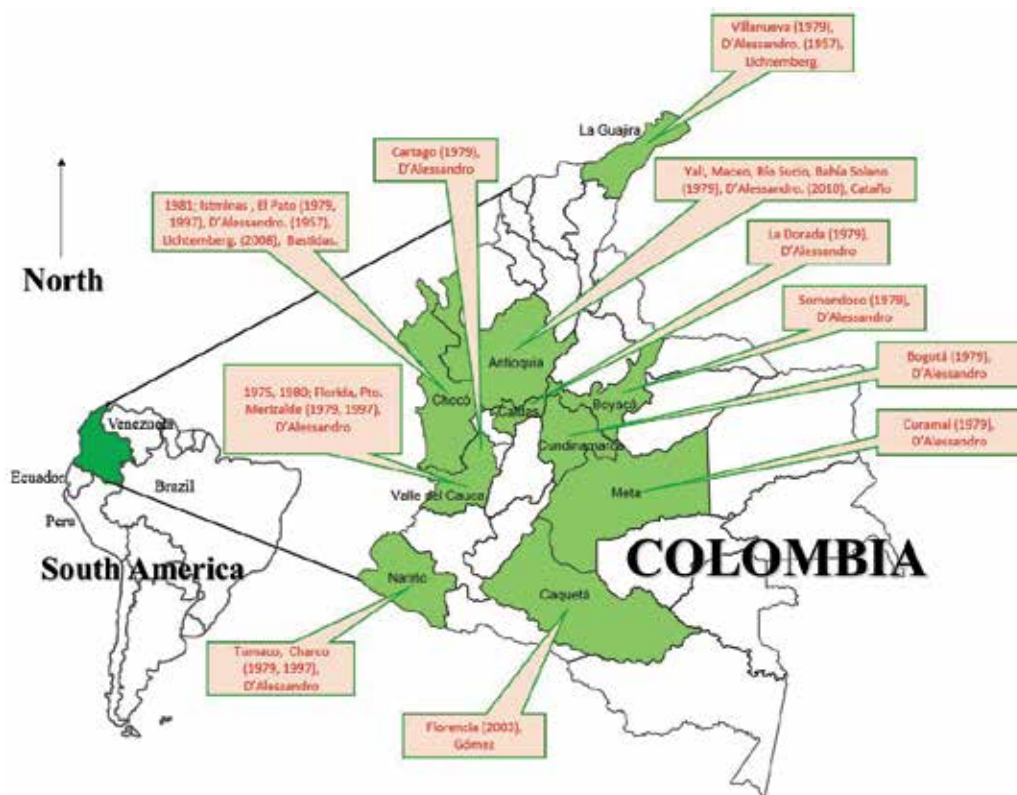 Villanueva (1979),
D'Alessandro. (1957),
Lichtemberg.
La Guajira
Cartago (1979),
D'Alessandro
Yalí, Maceo, Río Sucio, Bahía Solano
(1979), D'Alessandro. (2010), Cataño
1981; Istminas , El Pato (1979,
1997), D'Alessandro. (1957),
Lichtemberg. (2008), Bastidas.
La Dorada (1979),
D'Alessandro
North
Somondoco (1979),
D'Alessandro
Antioquia
Bogotá (1979),
D'Alessandro
1975, 1980; Florida, Pto.
Merizalde (1979, 1997),
D'Alessandro
Chocó
Caldas
Boyacá
Cundinamarca
Cumaral (1979),
D'Alessandro
Venezuela
Ecuador
Brazil
Valle del Cauca
Meta
Peru
COLOMBIA
South America
Nariño
Caquetá
Tumaco, Charco
(1979, 1997),
D'Alessandro
Florencia (2003),
Gómez